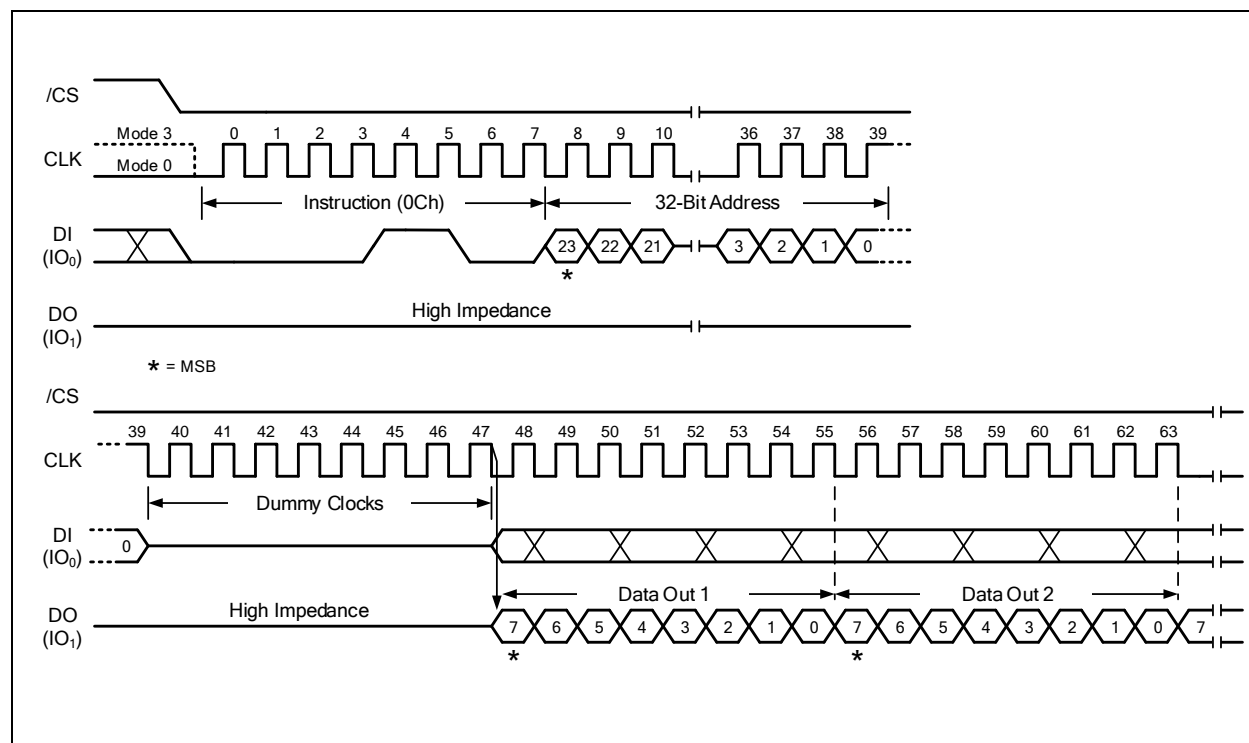 /CS
Mode 3
0 1 2 3 4 5 6 7 8 9 10 36 37 38 39
CLK
Mode 0
Instruction (0Ch)
32-Bit Address
DI
(IO0)
23 22 21 3 2 1 0
*
High Impedance
DO
(IO1)
* = MSB
/CS
39 40 41 42 43 44 45 46 47 48 49 50 51 52 53 54 55 56 57 58 59 60 61 62 63
CLK
Dummy Clocks
DI
(IO0)
0
Data Out 1
Data Out 2
High Impedance
DO
(IO1)
7 6 5 4 3 2 1 0 7 6 5 4 3 2 1 0 7
* *